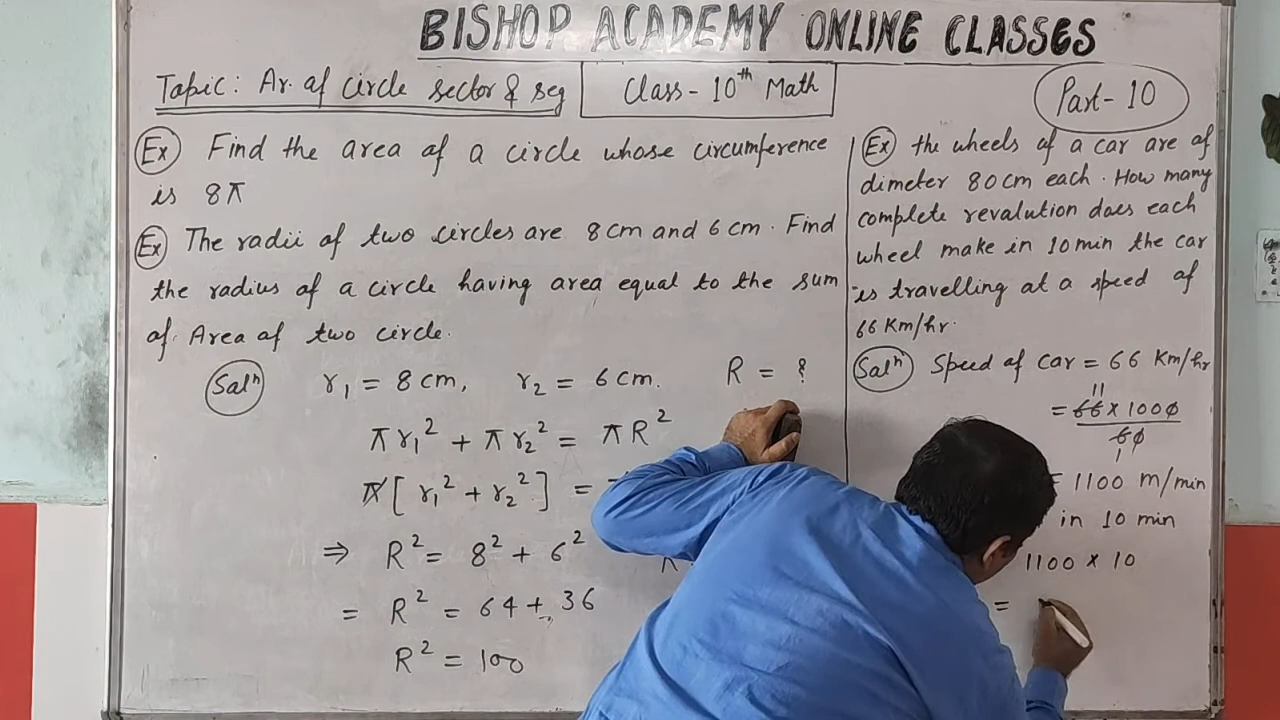 BISHOP ACADEMY ONLINE CLASSES
Topic: Ar. of circle sector & seg
Class - 10th Math
Part - 10
Ex Find the area of a circle whose circumference
is 8π
Ex The radii of two circles are 8 cm and 6 cm. Find
the radius of a circle having area equal to the sum
of Area of two circle.
Solⁿ r₁ = 8 cm, r₂ = 6 cm. R = ?
πr₁² + πr₂² = πR²
π[r₁² + r₂²] =
⇒ R² = 8² + 6²
= R² = 64 + 36
R² = 100
Ex the wheels of a car are of
dimeter 80 cm each. How many
complete revalution does each
wheel make in 10 min the car
is travelling at a speed of
66 Km/hr.
Solⁿ Speed of car = 66 Km/hr
11
= 66 x 1000
60
1
= 1100 m/min
in 10 min
1100 x 10
=